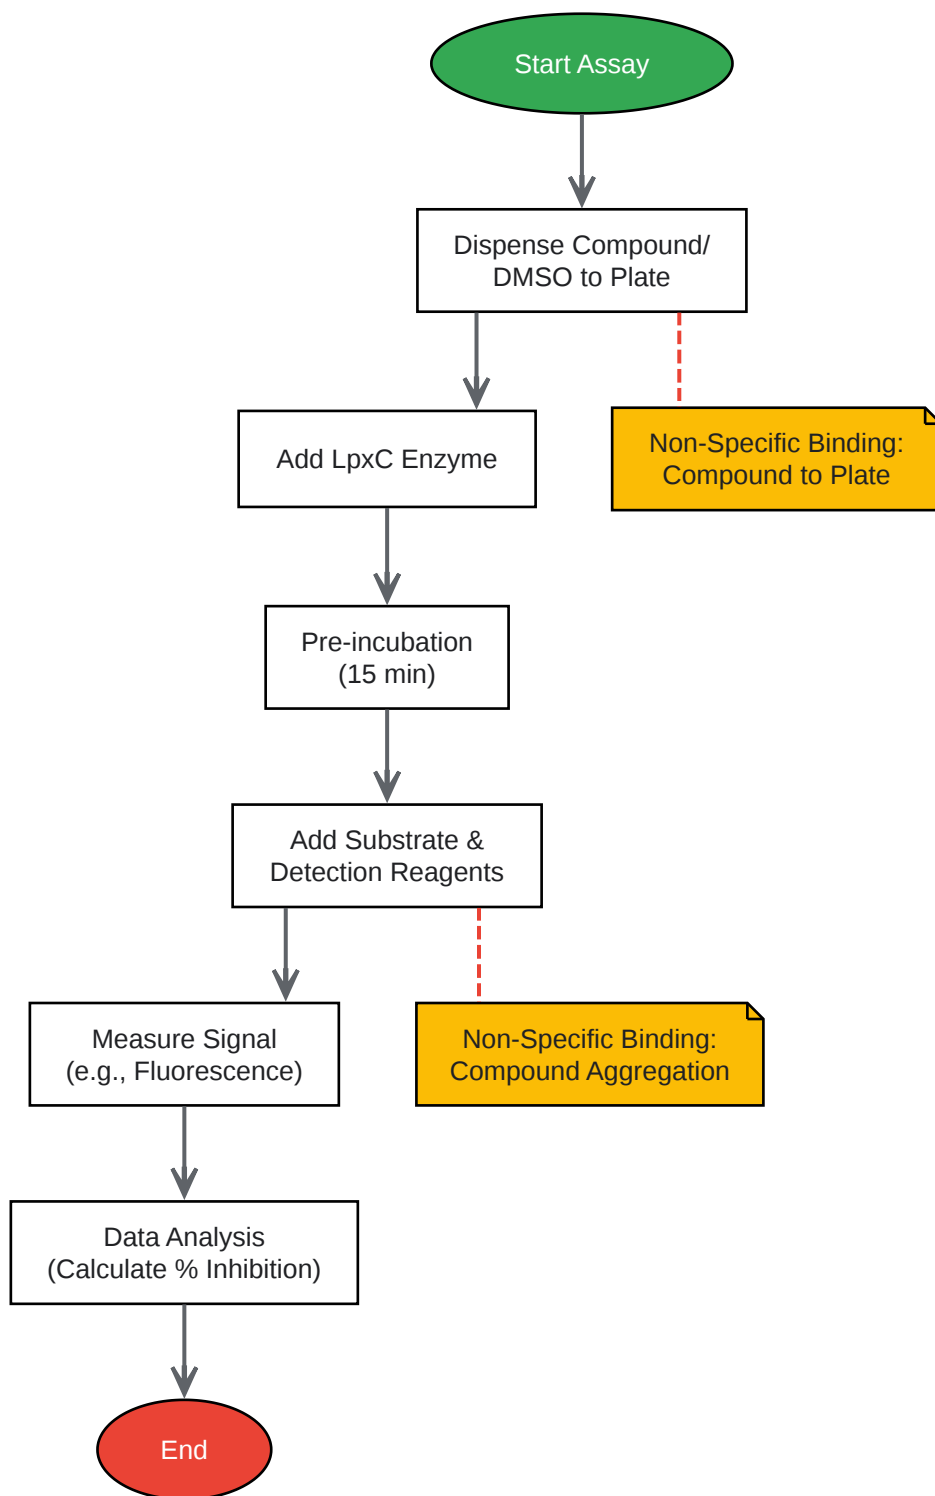 Start Assay
Dispense Compound/
DMSO to Plate
Add LpxC Enzyme
Non-Specific Binding:
Compound to Plate
Pre-incubation
(15 min)
Add Substrate &
Detection Reagents
Measure Signal
(e.g., Fluorescence)
Non-Specific Binding:
Compound Aggregation
Data Analysis
(Calculate % Inhibition)
End